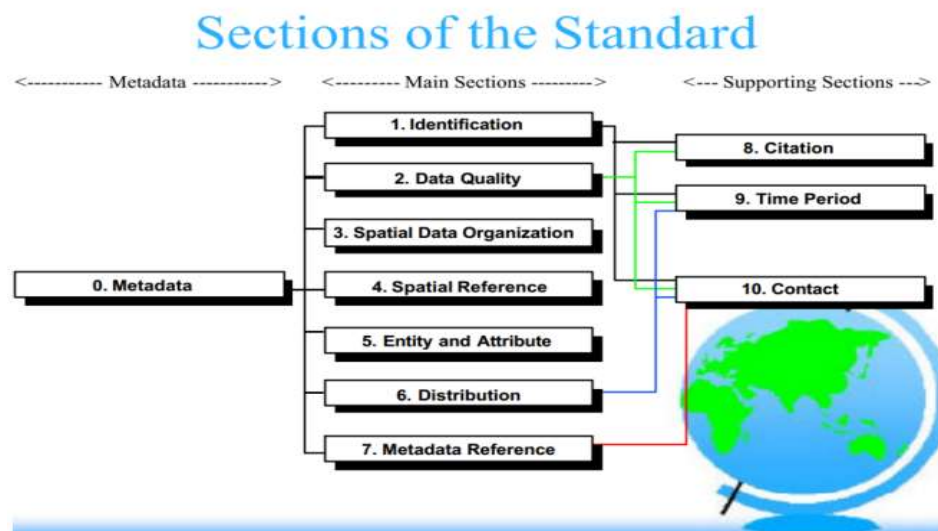 Sections of the Standard
<---------- Metadata ---------->
<--------- Main Sections --------->
<--- Supporting Sections --->
1. Identification
2. Data Quality
3. Spatial Data Organization
4. Spatial Reference
5. Entity and Attribute
6. Distribution
7. Metadata Reference
0. Metadata
8. Citation
9. Time Period
10. Contact